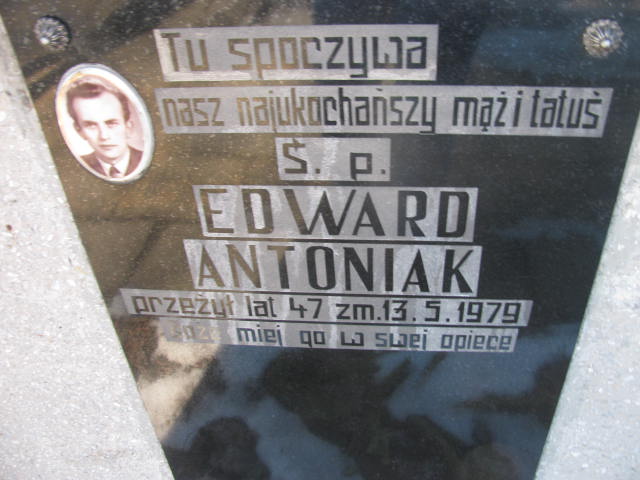 Tu spoczywa
nasz najukochańszy mąż i tatuś
Ś. p.
EDWARD
ANTONIAK
przeżył lat 47 zm. 13. 5. 1979
miej go w swej opiece